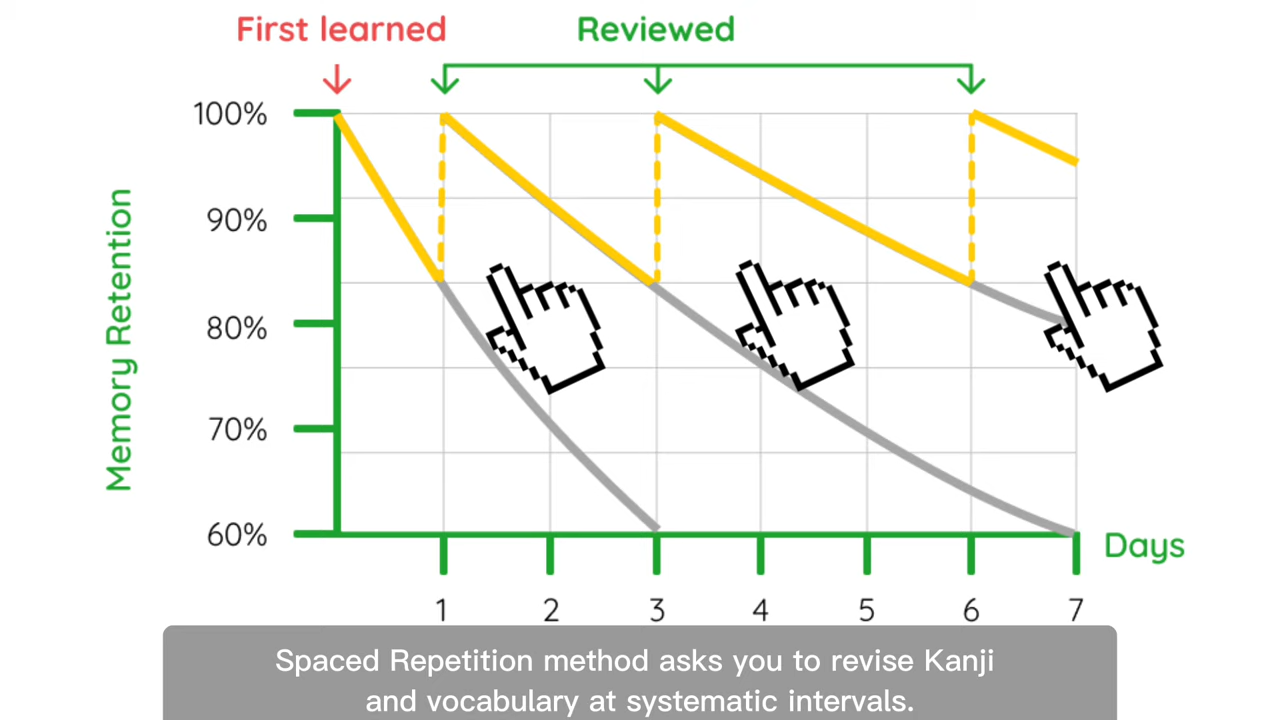 First learned
Reviewed
100%
90%
80%
70%
60%
Memory Retention
Days
1
2
3
4
5
6
7
Spaced Repetition method asks you to revise Kanji
and vocabulary at systematic intervals.